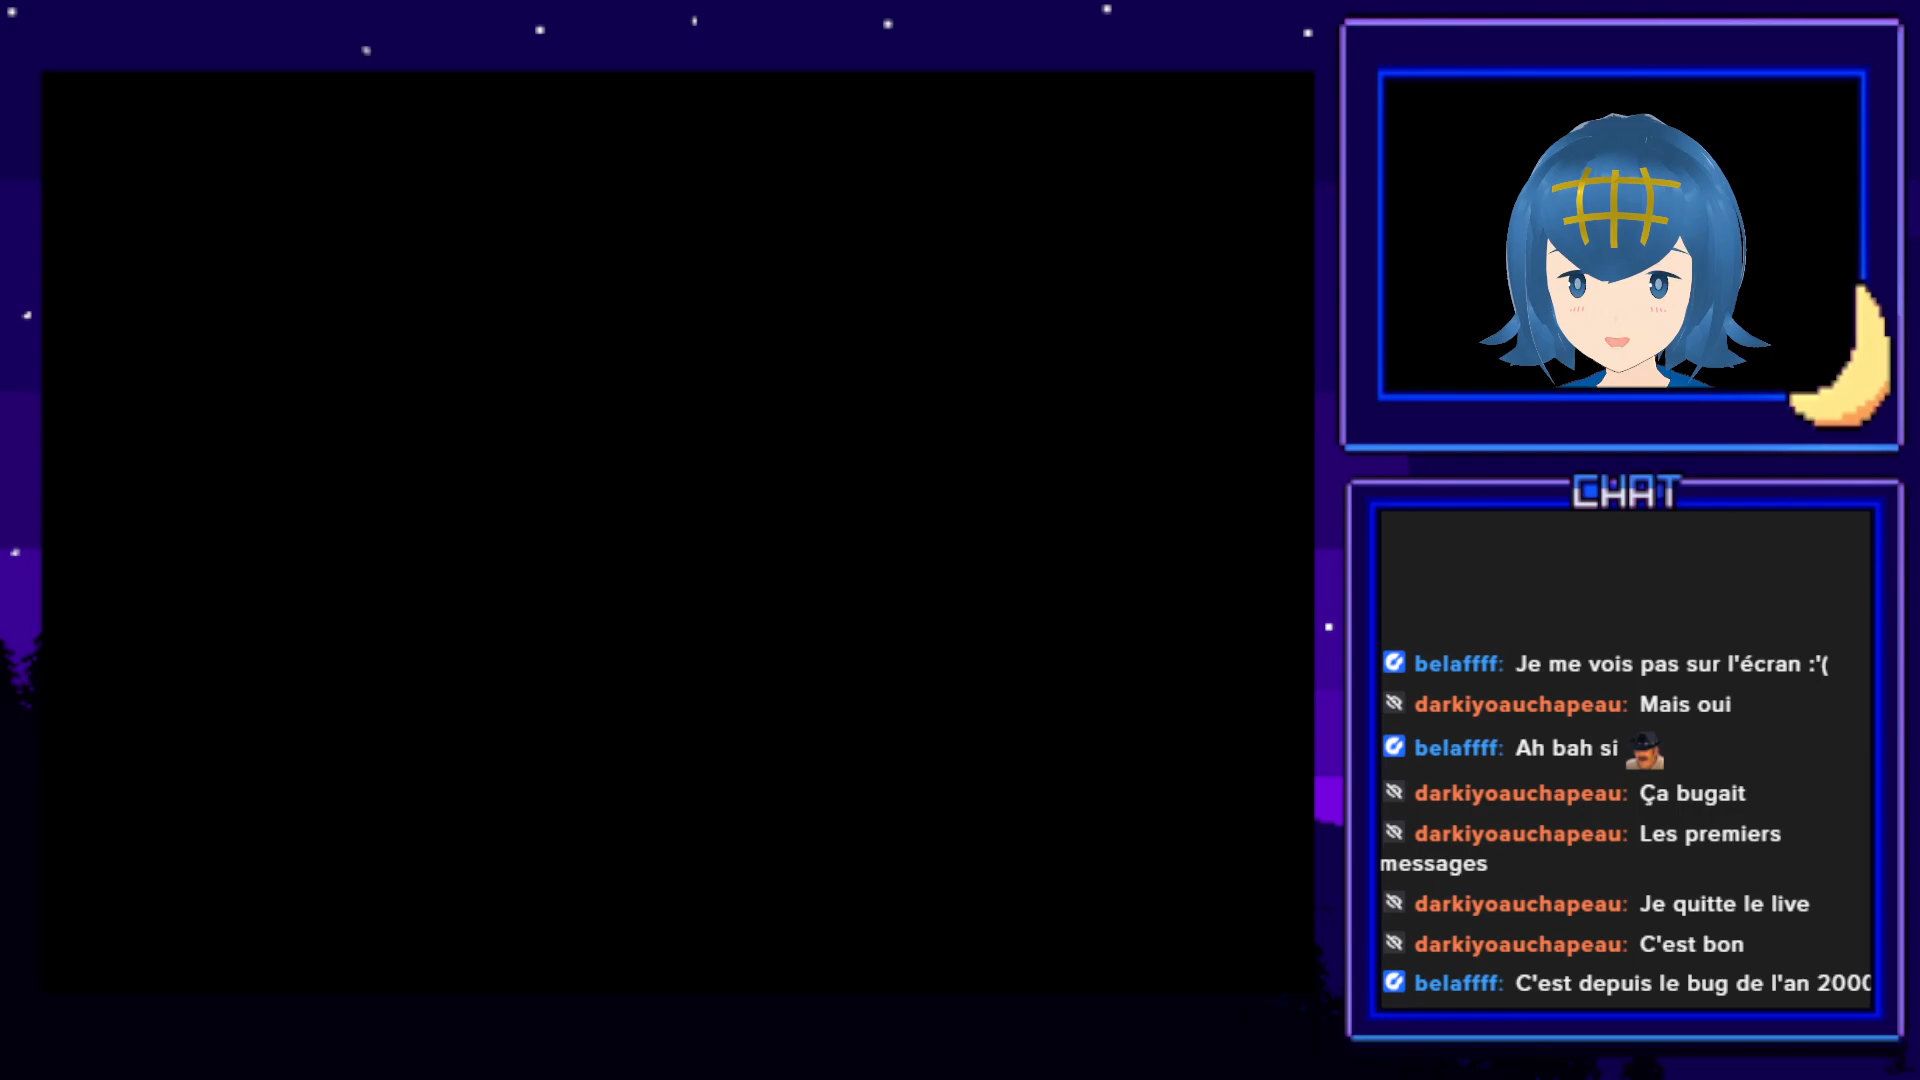 CHAT
belaffff: Je me vois pas sur l'écran :'(
darkiyoauchapeau: Mais oui
belaffff: Ah bah si
darkiyoauchapeau: Ça bugait
darkiyoauchapeau: Les premiers
messages
darkiyoauchapeau: Je quitte le live
darkiyoauchapeau: C'est bon
belaffff: C'est depuis le bug de l'an 2000